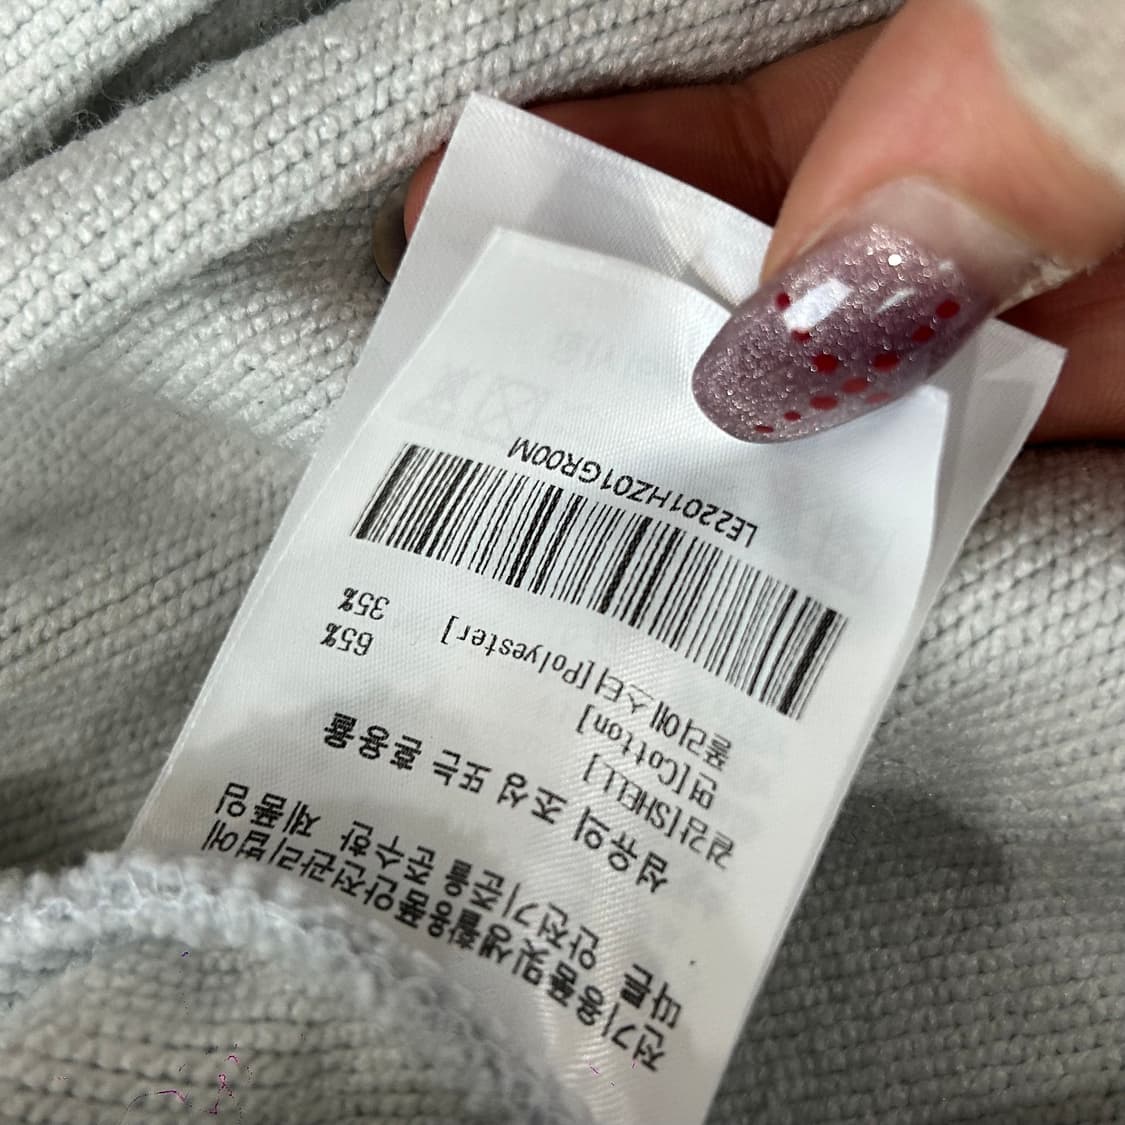 전기용품및생활용품안전관리법에
따른 안전기준을 준수한 제품임
섬유의 조성 또는 혼용율
겉감[SHELL]
면[Cotton] 65%
폴리에스터[Polyester] 35%
LE2201HZ01GR00M